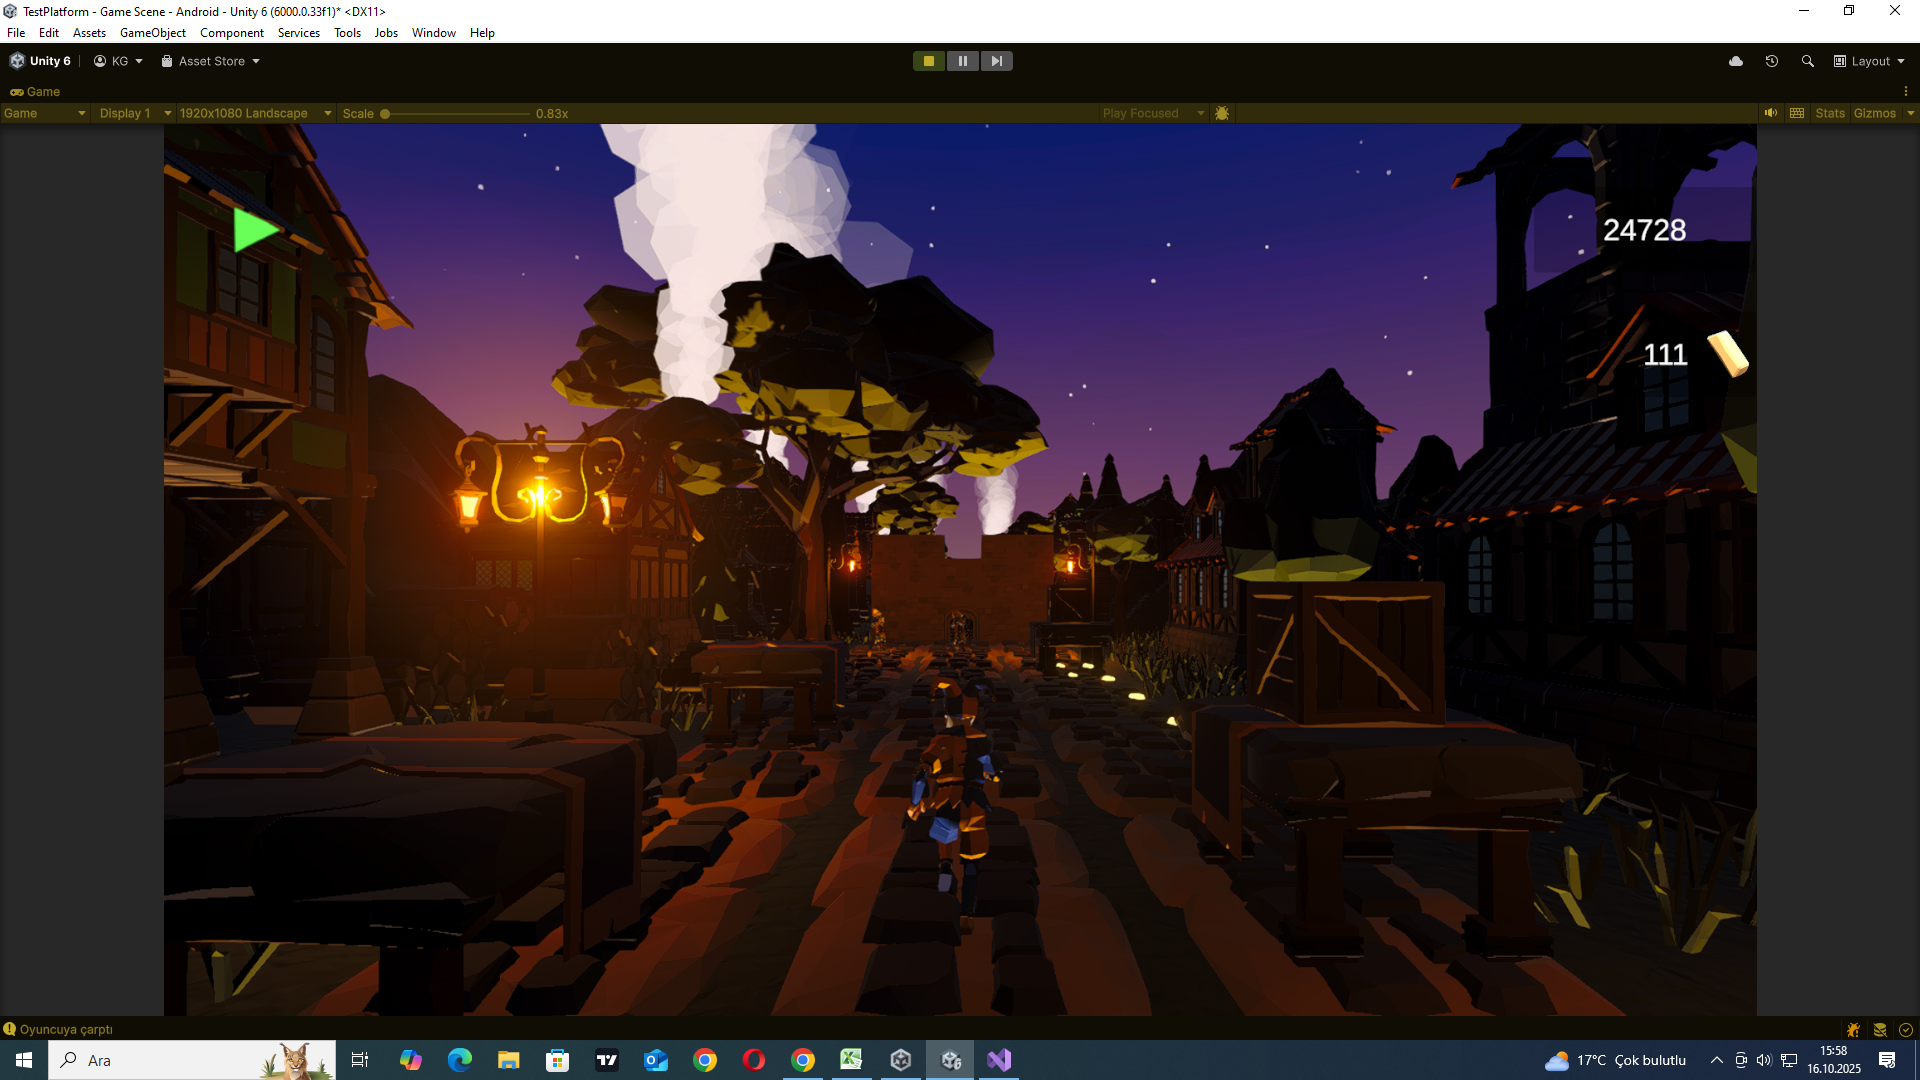 TestPlatform - Game Scene - Android - Unity 6 (6000.0.33f1)* <DX11>
File Edit Assets GameObject Component Services Tools Jobs Window Help
Unity 6 KG Asset Store Layout
Game
Game Display 1 1920x1080 Landscape Scale 0.83x Play Focused Stats Gizmos
24728
111
Oyuncuya çarptı
Ara 17°C Çok bulutlu 15:58
16.10.2025